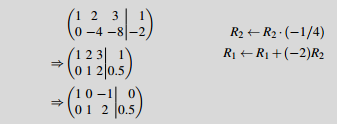 (1 2 3 | 1)
(0 −4 −8 | −2) R₂ ← R₂ · (−1/4)
⇒ (1 2 3 | 1) R₁ ← R₁ + (−2)R₂
(0 1 2 | 0.5)
⇒ (1 0 −1 | 0)
(0 1 2 | 0.5)